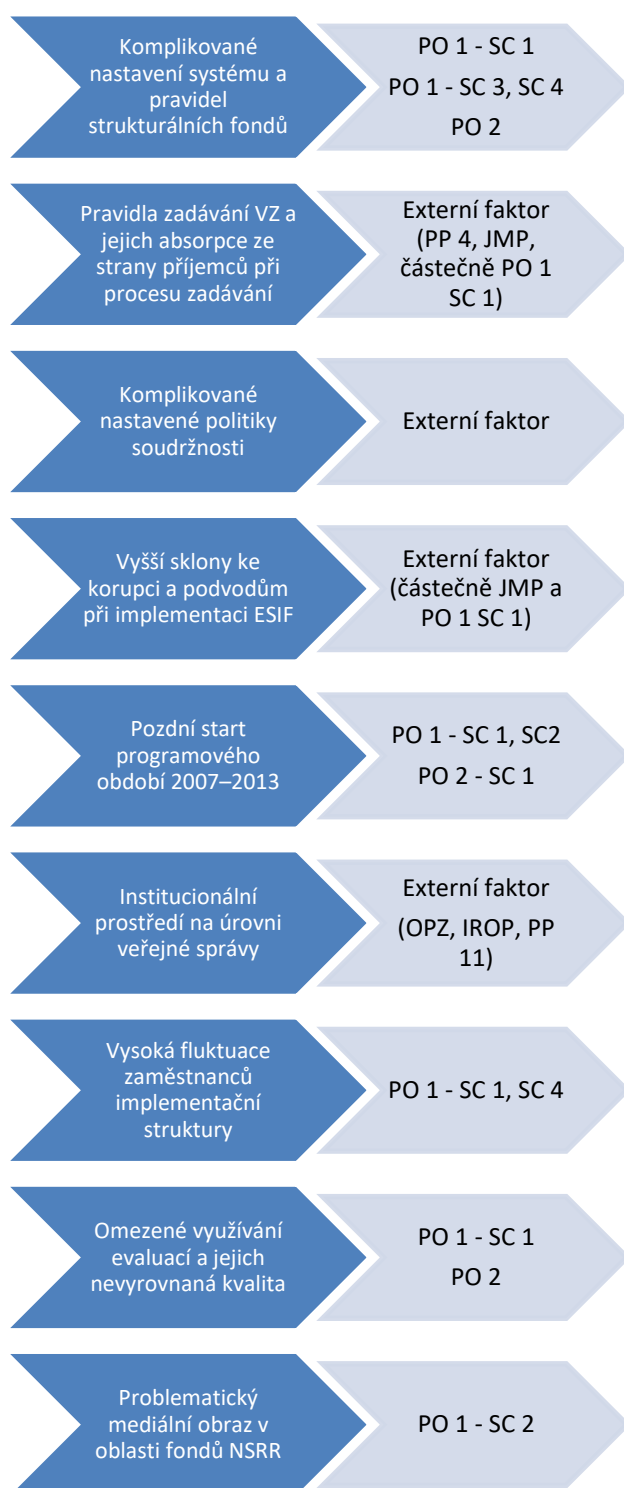 Komplikované
nastavení systému a
pravidel
strukturálních fondů
PO 1 - SC 1
PO 1 - SC 3, SC 4
PO 2
Pravidla zadávání VZ a
jejich absorpce ze
strany příjemců při
procesu zadávání
Externí faktor
(PP 4, JMP,
částečně PO 1
SC 1)
Komplikované
nastavené politiky
soudržnosti
Externí faktor
Vyšší sklony ke
korupci a podvodům
při implementaci ESIF
Externí faktor
(částečně JMP a
PO 1 SC 1)
Pozdní start
programového
období 2007–2013
PO 1 - SC 1, SC2
PO 2 - SC 1
Institucionální
prostředí na úrovni
veřejné správy
Externí faktor
(OPZ, IROP, PP
11)
Vysoká fluktuace
zaměstnanců
implementační
struktury
PO 1 - SC 1, SC 4
Omezené využívání
evaluací a jejich
nevyrovnaná kvalita
PO 1 - SC 1
PO 2
Problematický
mediální obraz v
oblasti fondů NSRR
PO 1 - SC 2